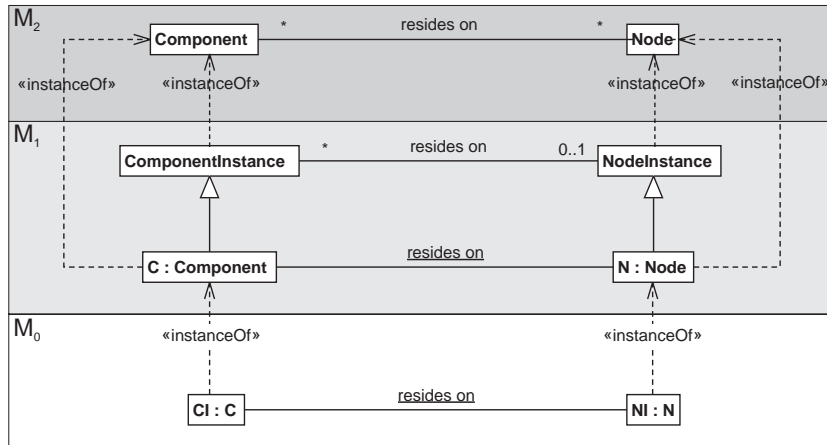 M2
Component * resides on * Node
«instanceOf» «instanceOf» «instanceOf» «instanceOf»
M1
ComponentInstance * resides on 0..1 NodeInstance
C : Component resides on N : Node
M0
«instanceOf» «instanceOf»
CI : C resides on NI : N